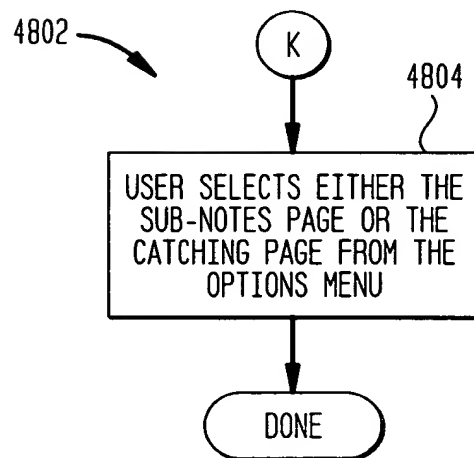 4802
K
4804
USER SELECTS EITHER THE
SUB-NOTES PAGE OR THE
CATCHING PAGE FROM THE
OPTIONS MENU
DONE